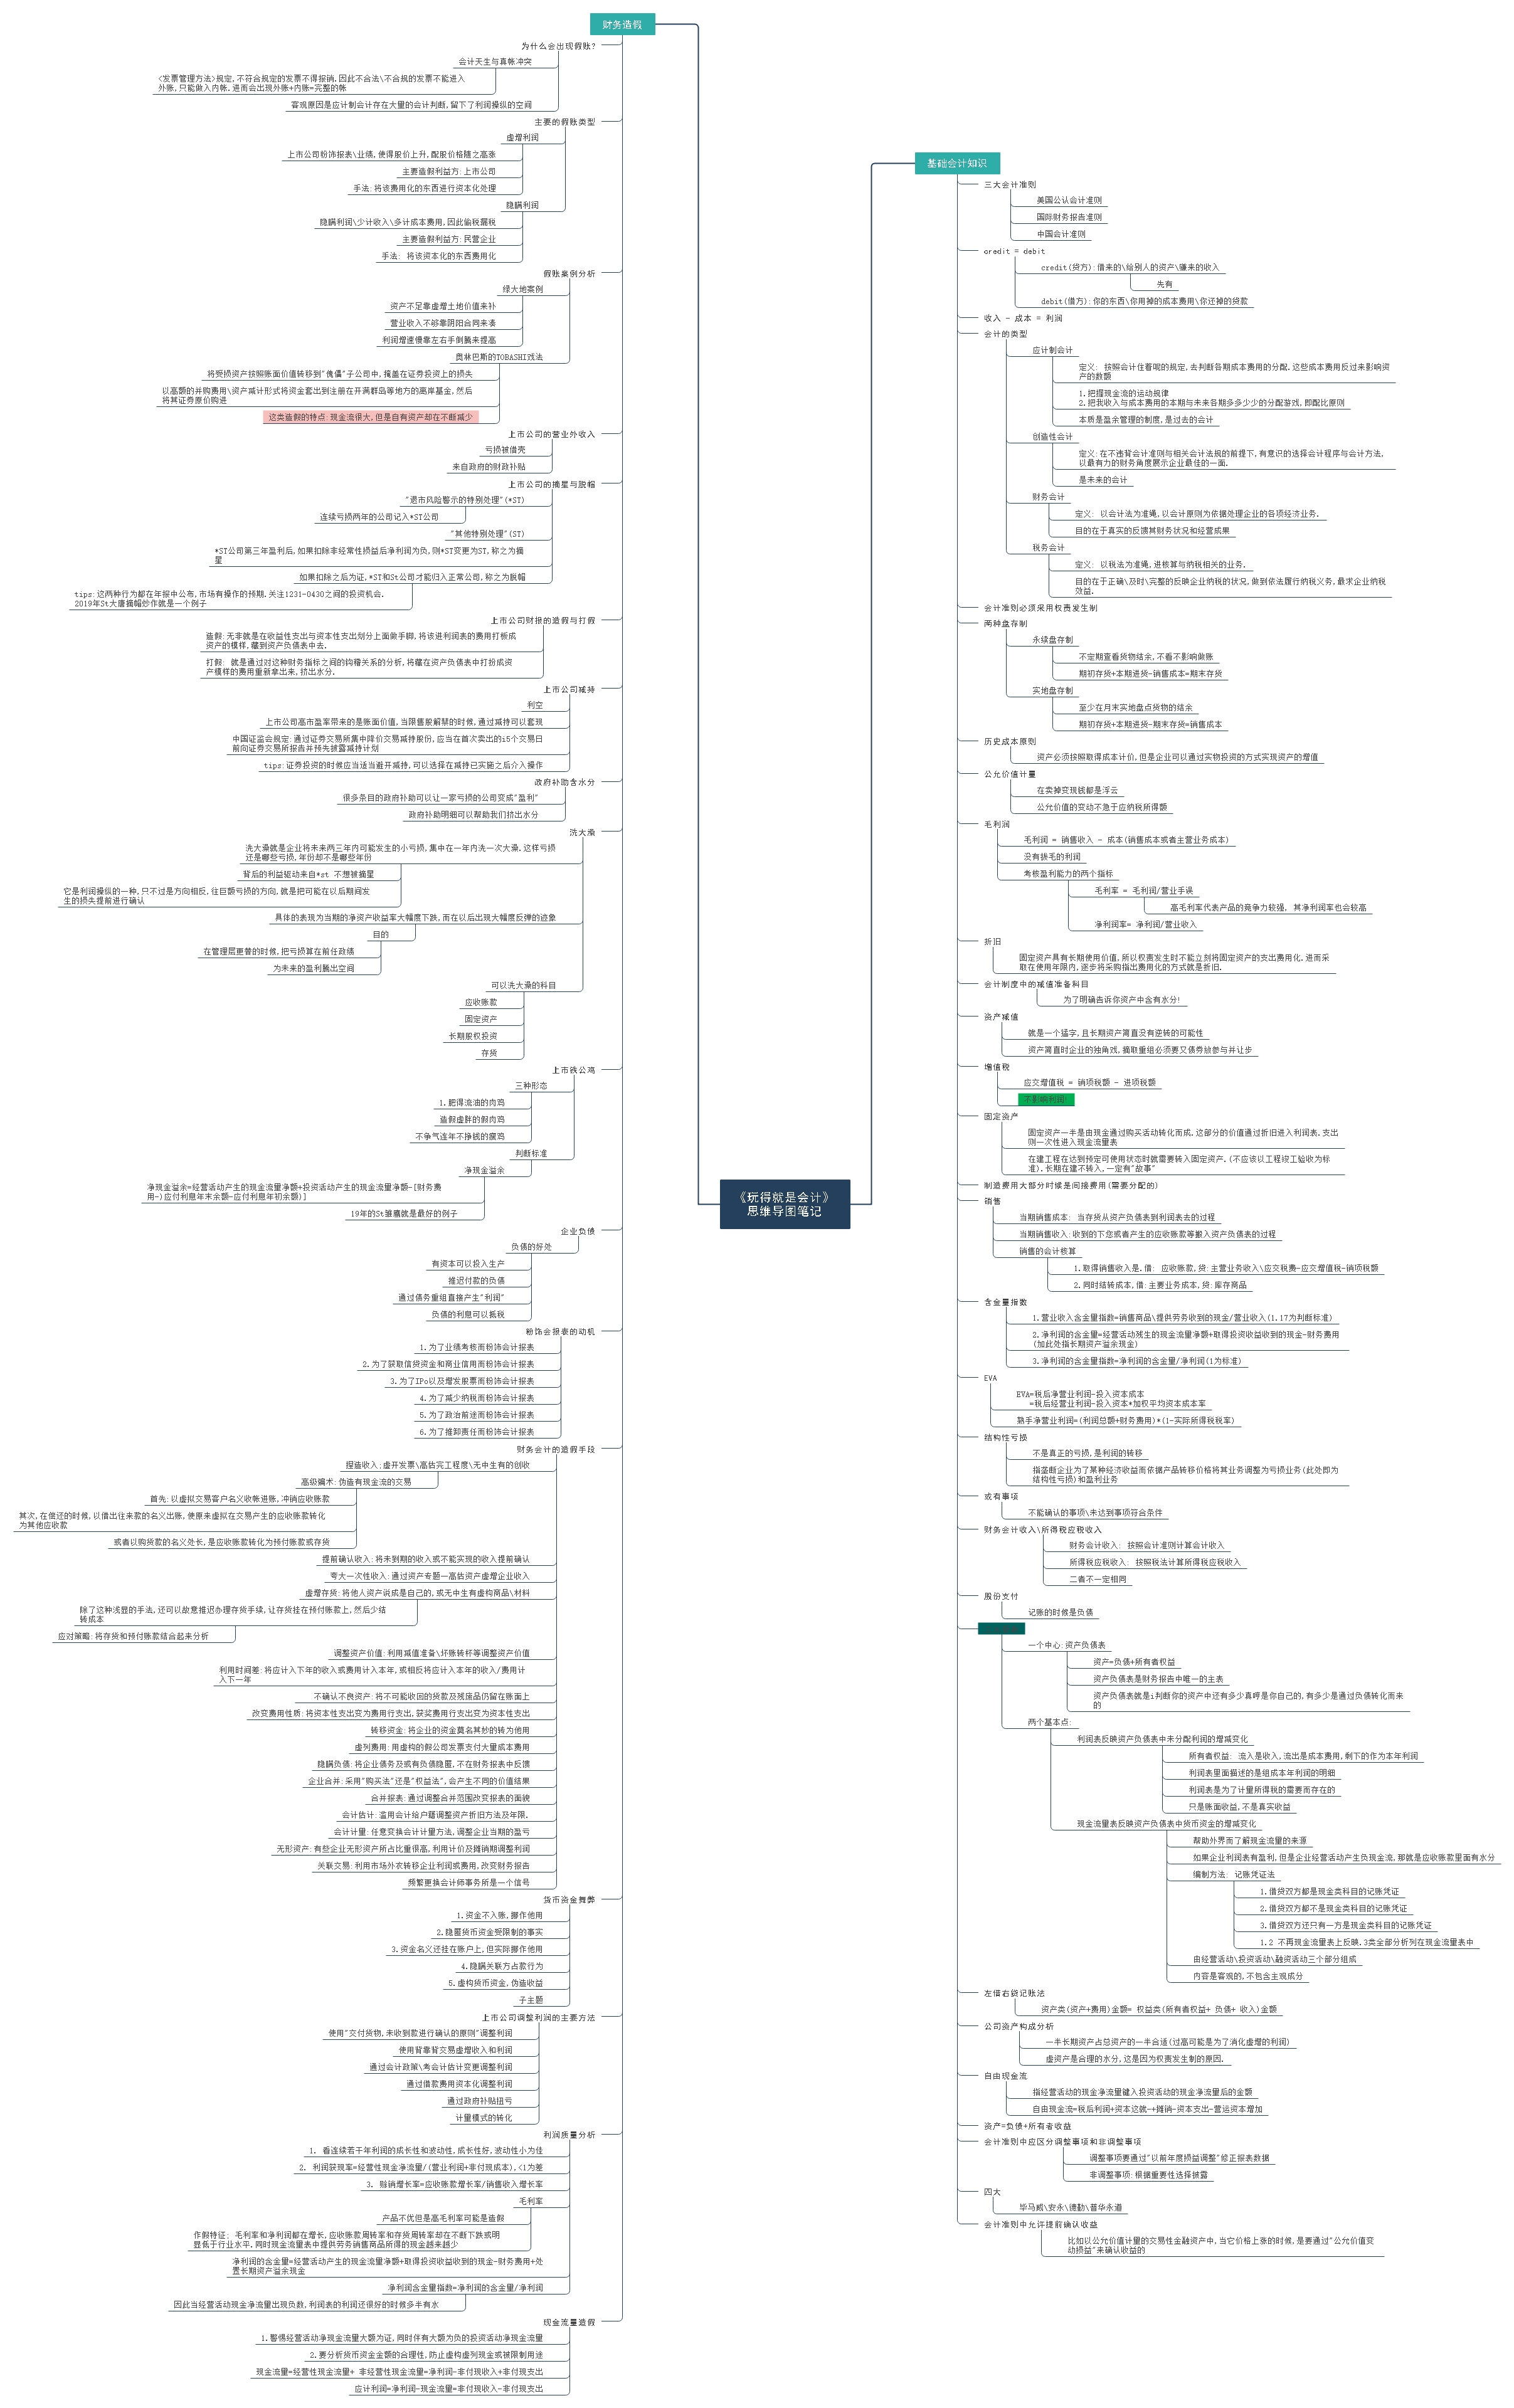 《玩得就是会计》
思维导图笔记
财务造假
为什么会出现假账?
会计天生与真帐冲突
<发票管理方法>规定,不符合规定的发票不得报销.因此不合法\不合规的发票不能进入
外账,只能做入内帐.进而会出现外账+内账=完整的帐
客观原因是应计制会计存在大量的会计判断,留下了利润操纵的空间
主要的假账类型
虚增利润
上市公司粉饰报表\业绩,使得股价上升,配股价格随之高涨
主要造假利益方:上市公司
手法:将该费用化的东西进行资本化处理
隐瞒利润
隐瞒利润\少计收入\多计成本费用,因此偷税漏税
主要造假利益方:民营企业
手法: 将该资本化的东西费用化
假账案例分析
绿大地案例
资产不足靠虚增土地价值来补
营业收入不够靠阴阳合同来凑
利润增速慢靠左右手倒腾来提高
奥林巴斯的TOBASHI戏法
将受损资产按照账面价值转移到"傀儡"子公司中,掩盖在证券投资上的损失
以高额的并购费用\资产减计形式将资金套出到注册在开满群岛等地方的离岸基金,然后
将其证券原价购进
这类造假的特点:现金流很大,但是自有资产却在不断减少
上市公司的营业外收入
亏损被借壳
来自政府的财政补贴
上市公司的摘星与脱帽
"退市风险警示的特别处理"(*ST)
连续亏损两年的公司记入*ST公司
"其他特别处理"(ST)
*ST公司第三年盈利后,如果扣除非经常性损益后净利润为负,则*ST变更为ST,称之为摘
星
如果扣除之后为证,*ST和St公司才能归入正常公司,称之为脱帽
tips:这两种行为都在年报中公布,市场有操作的预期.关注1231-0430之间的投资机会.
2019年St大唐摘帽炒作就是一个例子
上市公司财报的造假与打假
造假: 无非就是在收益性支出与资本性支出划分上面做手脚,将该进利润表的费用打板成
资产的模样,藏到资产负债表中去.
打假: 就是通过对这种财务指标之间的钩稽关系的分析,将藏在资产负债表中打扮成资
产模样的费用重新拿出来,挤出水分.
上市公司减持
利空
上市公司高市盈率带来的是账面价值,当限售股解禁的时候,通过减持可以套现
中国证监会规定:通过证券交易所集中降价交易减持股份,应当在首次卖出的i5个交易日
前向证券交易所报告并预先披露减持计划
tips:证券投资的时候应当适当避开减持,可以选择在减持已实施之后介入操作
政府补助含水分
很多条目的政府补助可以让一家亏损的公司变成"盈利"
政府补助明细可以帮助我们挤出水分
洗大澡
洗大澡就是企业将未来两三年内可能发生的小亏损,集中在一年内洗一次大澡.这样亏损
还是哪些亏损,年份却不是哪些年份
背后的利益驱动来自*st 不想被摘星
它是利润操纵的一种,只不过是方向相反,往巨额亏损的方向,就是把可能在以后期间发
生的损失提前进行确认
具体的表现为当期的净资产收益率大幅度下跌,而在以后出现大幅度反弹的迹象
目的
在管理层更替的时候,把亏损算在前任政绩
为未来的盈利腾出空间
可以洗大澡的科目
应收账款
固定资产
长期股权投资
存货
上市铁公鸡
三种形态
1.肥得流油的肉鸡
造假虚胖的假肉鸡
不争气连年不挣钱的瘦鸡
判断标准
净现金溢余
净现金溢余=经营活动产生的现金流量净额+投资活动产生的现金流量净额-[财务费
用-)应付利息年末余额-应付利息年初余额)]
19年的St雏鹰就是最好的例子
企业负债
负债的好处
有资本可以投入生产
推迟付款的负债
通过债务重组直接产生"利润"
负债的利息可以抵税
粉饰会报表的动机
1.为了业绩考核而粉饰会计报表
2.为了获取信贷资金和商业信用而粉饰会计报表
3.为了IPo以及增发股票而粉饰会计报表
4.为了减少纳税而粉饰会计报表
5.为了政治前途而粉饰会计报表
6.为了推卸责任而粉饰会计报表
财务会计的造假手段
捏造收入:虚开发票\高估完工程度\无中生有的创收
高级骗术:伪造有现金流的交易
首先:以虚拟交易客户名义收帐进账,冲销应收账款
其次,在偿还的时候,以借出往来款的名义出账,使原来虚拟在交易产生的应收账款转化
为其他应收款
或者以购货款的名义处长,是应收账款转化为预付账款或存货
提前确认收入:将未到期的收入或不能实现的收入提前确认
夸大一次性收入:通过资产专题一高估资产虚增企业收入
虚增存货:将他人资产说成是自己的,或无中生有虚构商品\材料
除了这种浅显的手法,还可以故意推迟办理存货手续,让存货挂在预付账款上,然后少结
转成本
应对策略:将存货和预付账款结合起来分析
调整资产价值:利用减值准备\坏账转杯等调整资产价值
利用时间差:将应计入下年的收入或费用计入本年,或相反将应计入本年的收入/费用计
入下一年
不确认不良资产:将不可能收回的货款及残废品仍留在账面上
改变费用性质:将资本性支出变为费用行支出,获奖费用行支出变为资本性支出
转移资金:将企业的资金莫名其妙的转为他用
虚列费用:用虚构的假公司发票支付大量成本费用
隐瞒负债:将企业债务及或有负债隐匿,不在财务报表中反馈
企业合并:采用"购买法"还是"权益法",会产生不同的价值结果
合并报表:通过调整合并范围改变报表的面貌
会计估计:滥用会计给户籍调整资产折旧方法及年限.
会计计量:任意变换会计计量方法,调整企业当期的盈亏
无形资产:有些企业无形资产所占比重很高,利用计价及摊销期调整利润
关联交易:利用市场外农转移企业利润或费用,改变财务报告
频繁更换会计师事务所是一个信号
货币资金舞弊
1.资金不入账,挪作他用
2.隐匿货币资金受限制的事实
3.资金名义还挂在账户上,但实际挪作他用
4.隐瞒关联方占款行为
5.虚构货币资金,伪造收益
子主题
上市公司调整利润的主要方法
使用"交付货物,未收到款进行确认的原则"调整利润
使用背靠背交易虚增收入和利润
通过会计政策\考会计估计变更调整利润
通过借款费用资本化调整利润
通过政府补贴扭亏
计量模式的转化
利润质量分析
1. 看连续若干年利润的成长性和波动性,成长性好,波动性小为佳
2. 利润获现率=经营性现金净流量/(营业利润+非付现成本),<1为差
3. 赊销增长率=应收账款增长率/销售收入增长率
毛利率
产品不优但是高毛利率可能是造假
作假特征; 毛利率和净利润都在增长,应收账款周转率和存货周转率却在不断下跌或明
显低于行业水平,同时现金流量表中提供劳务销售商品所得的现金越来越少
净利润的含金量=经营活动产生的现金流量净额+取得投资收益收到的现金-财务费用+处
置长期资产溢余现金
净利润含金量指数=净利润的含金量/净利润
因此当经营活动现金净流量出现负数,利润表的利润还很好的时候多半有水
现金流量造假
1.警惕经营活动净现金流量大额为证,同时伴有大额为负的投资活动净现金流量
2.要分析货币资金金额的合理性,防止虚构虚列现金或被限制用途
现金流量=经营性现金流量+ 非经营性现金流量=净利润-非付现收入+非付现支出
应计利润=净利润-现金流量=非付现收入-非付现支出
基础会计知识
三大会计准则
美国公认会计准则
国际财务报告准则
中国会计准则
credit = debit
credit(贷方):借来的\给别人的资产\赚来的收入
先有
debit(借方):你的东西\你用掉的成本费用\你还掉的贷款
收入 - 成本 = 利润
会计的类型
应计制会计
定义: 按照会计住着呢的规定,去判断各期成本费用的分配.这些成本费用反过来影响资
产的数额
1.把握现金流的运动规律
2.把我收入与成本费用的本期与未来各期多多少少的分配游戏,即配比原则
本质是盈余管理的制度,是过去的会计
创造性会计
定义:在不违背会计准则与相关会计法规的前提下,有意识的选择会计程序与会计方法,
以最有力的财务角度展示企业最佳的一面.
是未来的会计
财务会计
定义: 以会计法为准绳,以会计原则为依据处理企业的各项经济业务.
目的在于真实的反馈其财务状况和经营成果
税务会计
定义: 以税法为准绳,进核算与纳税相关的业务.
目的在于正确\及时\完整的反映企业纳税的状况,做到依法履行纳税义务,最求企业纳税
效益.
会计准则必须采用权责发生制
两种盘存制
永续盘存制
不定期查看货物结余,不看不影响做账
期初存货+本期进货-销售成本=期末存货
实地盘存制
至少在月末实地盘点货物的结余
期初存货+本期进货-期末存货=销售成本
历史成本原则
资产必须按照取得成本计价,但是企业可以通过实物投资的方式实现资产的增值
公允价值计量
在卖掉变现钱都是浮云
公允价值的变动不急于应纳税所得额
毛利润
毛利润 = 销售收入 - 成本(销售成本或者主营业务成本)
没有拔毛的利润
考核盈利能力的两个指标
毛利率 = 毛利润/营业手误
高毛利率代表产品的竞争力较强, 其净利润率也会较高
净利润率= 净利润/营业收入
折旧
固定资产具有长期使用价值,所以权责发生时不能立刻将固定资产的支出费用化,进而采
取在使用年限内,逐步将采购指出费用化的方式就是折旧.
会计制度中的减值准备科目
为了明确告诉你资产中含有水分!
资产减值
就是一个猛字,且长期资产简直没有逆转的可能性
资产简直时企业的独角戏,摘取重组必须要又债券放参与并让步
增值税
应交增值税 = 销项税额 - 进项税额
不影响利润!
固定资产
固定资产一半是由现金通过购买活动转化而成,这部分的价值通过折旧进入利润表,支出
则一次性进入现金流量表
在建工程在达到预定可使用状态时就需要转入固定资产.(不应该以工程竣工验收为标
准).长期在建不转入,一定有"故事"
制造费用大部分时候是间接费用(需要分配的)
销售
当期销售成本: 当存货从资产负债表到利润表去的过程
当期销售收入:收到的下您或者产生的应收账款等搬入资产负债表的过程
销售的会计核算
1.取得销售收入是.借: 应收账款,贷:主营业务收入\应交税费-应交增值税-销项税额
2.同时结转成本,借:主要业务成本,贷:库存商品
含金量指数
1.营业收入含金量指数=销售商品\提供劳务收到的现金/营业收入(1.17为判断标准)
2.净利润的含金量=经营活动残生的现金流量净额+取得投资收益收到的现金-财务费用
(加此处指长期资产溢余现金)
3.净利润的含金量指数=净利润的含金量/净利润(1为标准)
EVA
EVA=税后净营业利润-投入资本成本
=税后经营业利润-投入资本*加权平均资本成本率
熟手净营业利润=(利润总额+财务费用)*(1-实际所得税税率)
结构性亏损
不是真正的亏损,是利润的转移
指垄断企业为了某种经济收益而依据产品转移价格将其业务调整为亏损业务(此处即为
结构性亏损)和盈利业务
或有事项
不能确认的事项\未达到事项符合条件
财务会计收入\所得税应税收入
财务会计收入: 按照会计准则计算会计收入
所得税应税收入: 按照税法计算所得税应税收入
二者不一定相同
股份支付
记账的时候是负债
一个中心:资产负债表
资产=负债+所有者权益
资产负债表是财务报告中唯一的主表
资产负债表就是i判断你的资产中还有多少真呼是你自己的,有多少是通过负债转化而来
的
两个基本点:
利润表反映资产负债表中未分配利润的增减变化
所有者权益: 流入是收入,流出是成本费用,剩下的作为本年利润
利润表里面描述的是组成本年利润的明细
利润表是为了计量所得税的需要而存在的
只是账面收益,不是真实收益
现金流量表反映资产负债表中货币资金的增减变化
帮助外界而了解现金流量的来源
如果企业利润表有盈利,但是企业经营活动产生负现金流,那就是应收账款里面有水分
编制方法: 记账凭证法
1.借贷双方都是现金类科目的记账凭证
2.借贷双方都不是现金类科目的记账凭证
3.借贷双方还只有一方是现金类科目的记账凭证
1.2 不再现金流量表上反映.3类全部分析列在现金流量表中
由经营活动\投资活动\融资活动三个部分组成
内容是客观的,不包含主观成分
左借右贷记账法
资产类(资产+费用)金额= 权益类(所有者权益+ 负债+ 收入)金额
公司资产构成分析
一半长期资产占总资产的一半合适(过高可能是为了消化虚增的利润)
虚资产是合理的水分,这是因为权责发生制的原因.
自由现金流
指经营活动的现金净流量键入投资活动的现金净流量后的金额
自由现金流=税后利润+资本这就-+摊销-资本支出-营运资本增加
资产=负债+所有者收益
会计准则中应区分调整事项和非调整事项
调整事项要通过"以前年度损益调整"修正报表数据
非调整事项:根据重要性选择披露
四大
毕马威\安永\德勤\普华永道
会计准则中允许提前确认收益
比如以公允价值计量的交易性金融资产中,当它价格上涨的时候,是要通过"公允价值变
动损益"来确认收益的